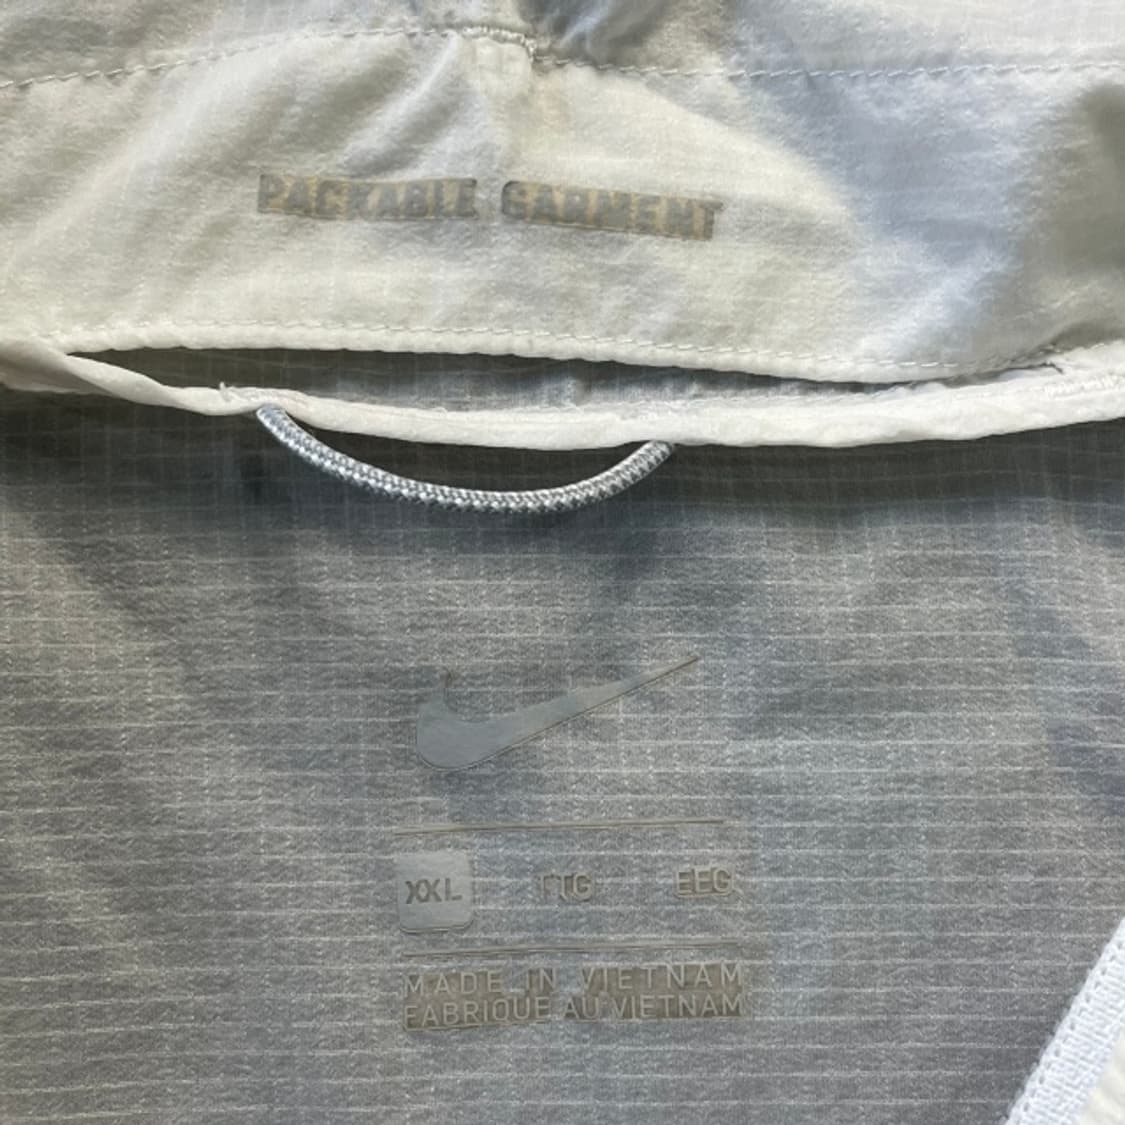 PACKABLE GARMENT
XXL TTG EEG
MADE IN VIETNAM
FABRIQUE AU VIETNAM